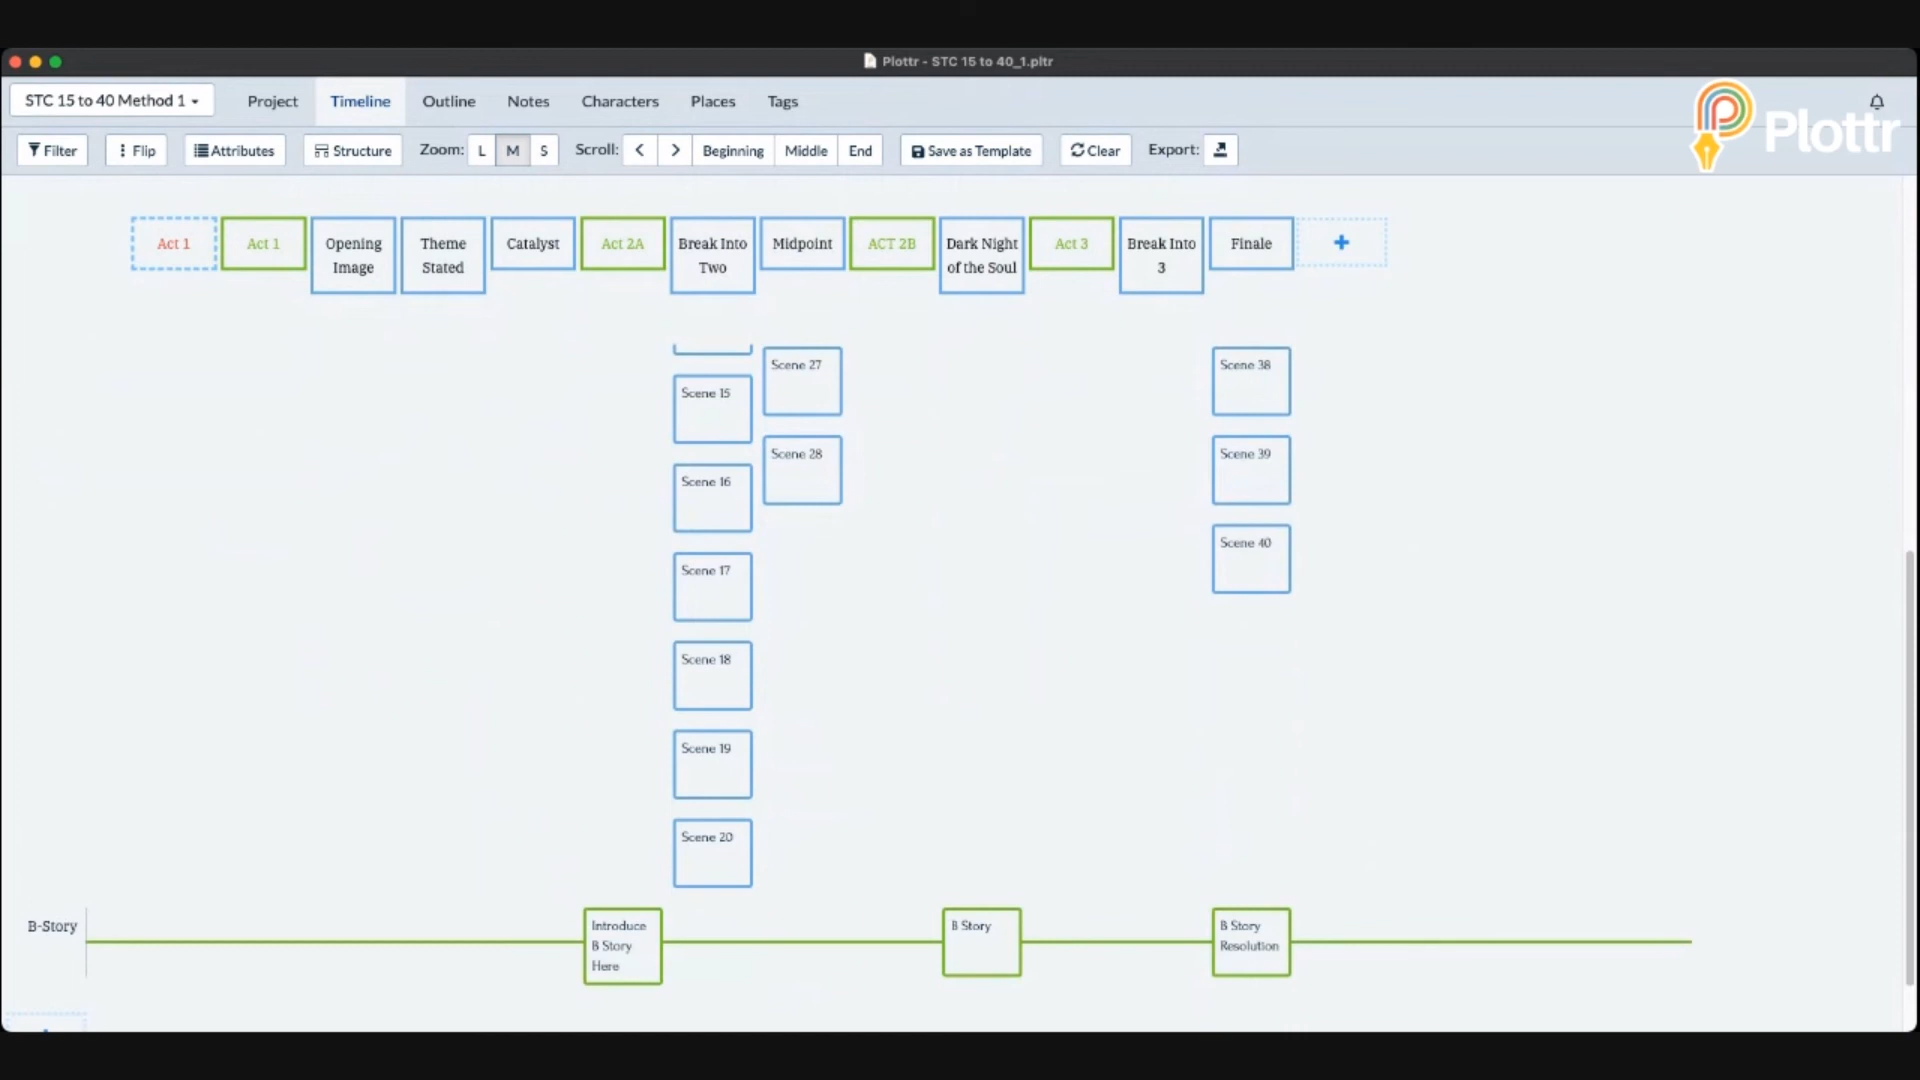 Plottr - STC 15 to 40_1.pltr
STC 15 to 40 Method 1
Project
Timeline
Outline
Notes
Characters
Places
Tags
Plottr
Filter
Flip
Attributes
Structure
Zoom:
L
M
S
Scroll:
Beginning
Middle
End
Save as Template
Clear
Export:
Act 1
Act 1
Opening
Image
Theme
Stated
Catalyst
Act 2A
Break Into
Two
Midpoint
ACT 2B
Dark Night
of the Soul
Act 3
Break Into
3
Finale
Scene 15
Scene 16
Scene 17
Scene 18
Scene 19
Scene 20
Scene 27
Scene 28
Scene 38
Scene 39
Scene 40
B-Story
Introduce
B Story
Here
B Story
B Story
Resolution